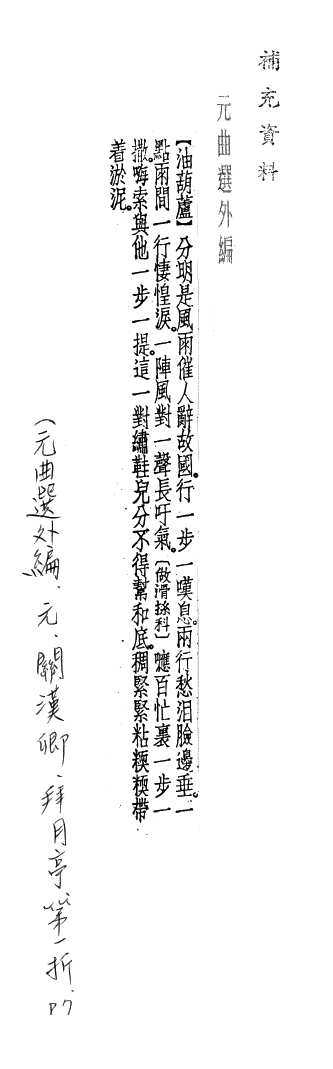 補充資料
元曲選外編
【油葫蘆】分明是風雨催人辭故國。行一步一嘆息。兩行愁泪臉邊垂。一
點雨間一行悽惶淚。一陣風對一聲長吁氣。〔做滑擦科〕嚈百忙裏一步一
撒。嗨索與他一步一提。這一對繡鞋兒分不得幫和底。稠緊緊粘糇糇帶
着淤泥。
(元曲選外編．元．關漢卿．拜月亭第一折．P7